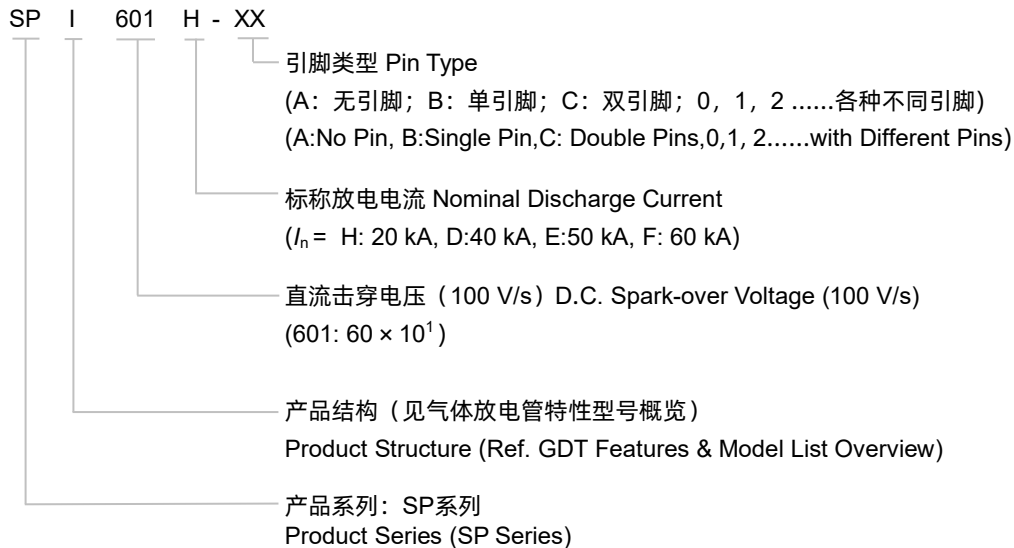 SP I 601 H - XX
引脚类型 Pin Type
(A：无引脚；B：单引脚；C：双引脚；0，1，2 ......各种不同引脚)
(A:No Pin, B:Single Pin,C: Double Pins,0,1, 2......with Different Pins)
标称放电电流 Nominal Discharge Current
(Iₙ = H: 20 kA, D:40 kA, E:50 kA, F: 60 kA)
直流击穿电压（100 V/s）D.C. Spark-over Voltage (100 V/s)
(601: 60 × 10¹)
产品结构（见气体放电管特性型号概览）
Product Structure (Ref. GDT Features & Model List Overview)
产品系列：SP系列
Product Series (SP Series)